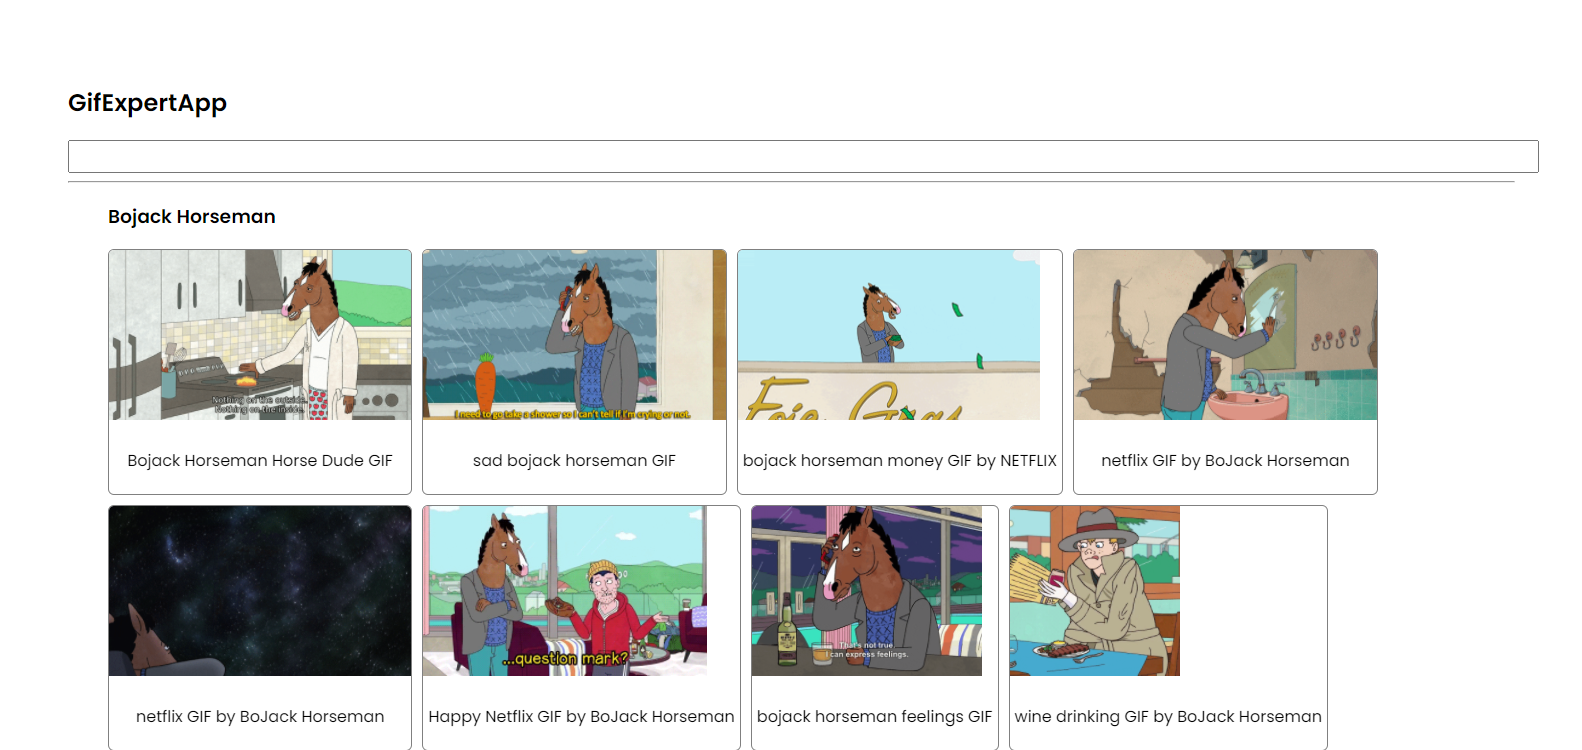 GifExpertApp
Bojack Horseman
Nothing on the outside.
Nothing on the inside.
I need to go take a shower so I can't tell if I'm crying or not.
Foie Gras
Bojack Horseman Horse Dude GIF
sad bojack horseman GIF
bojack horseman money GIF by NETFLIX
netflix GIF by BoJack Horseman
...question mark?
That's not true.
I can express feelings.
netflix GIF by BoJack Horseman
Happy Netflix GIF by BoJack Horseman
bojack horseman feelings GIF
wine drinking GIF by BoJack Horseman